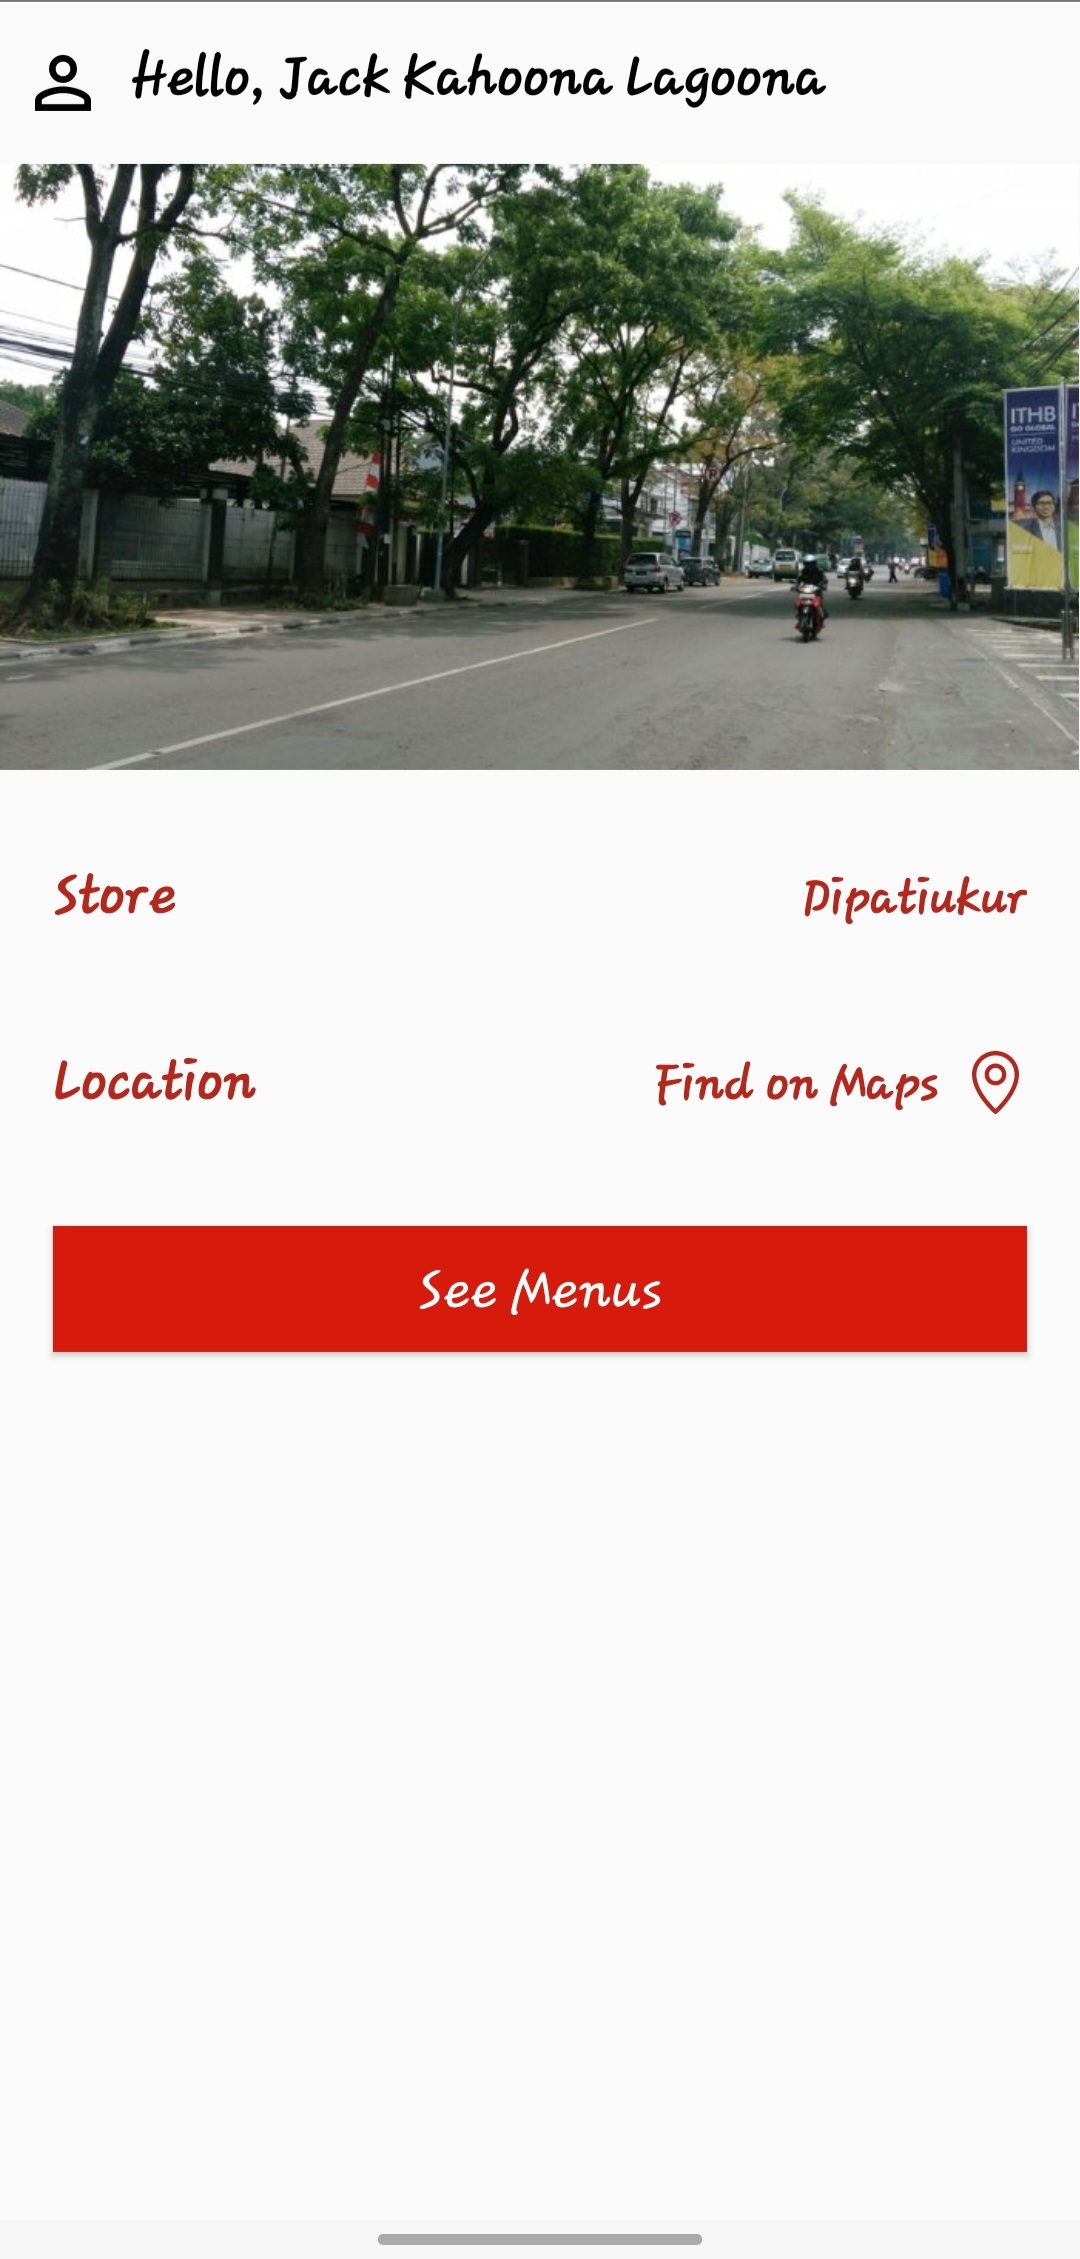 Hello, Jack Kahoona Lagoona
ITHB
GO GLOBAL
UNITED
KINGDOM
Store
Dipatiukur
Location
Find on Maps
See Menus